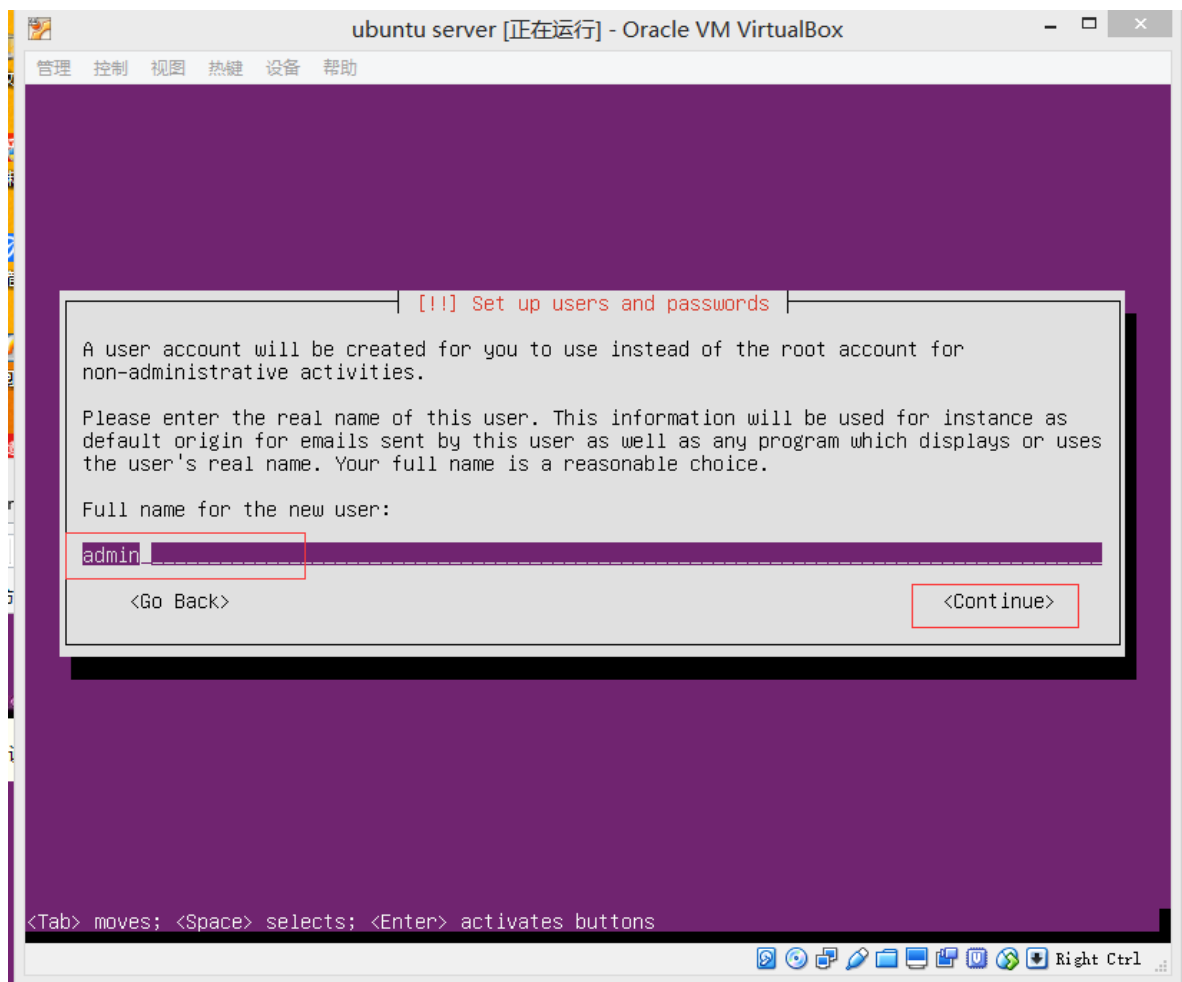 ubuntu server [正在运行] - Oracle VM VirtualBox
管理 控制 视图 热键 设备 帮助
[!!] Set up users and passwords
A user account will be created for you to use instead of the root account for
non-administrative activities.
Please enter the real name of this user. This information will be used for instance as
default origin for emails sent by this user as well as any program which displays or uses
the user's real name. Your full name is a reasonable choice.
Full name for the new user:
admin
<Go Back> <Continue>
<Tab> moves; <Space> selects; <Enter> activates buttons
Right Ctrl